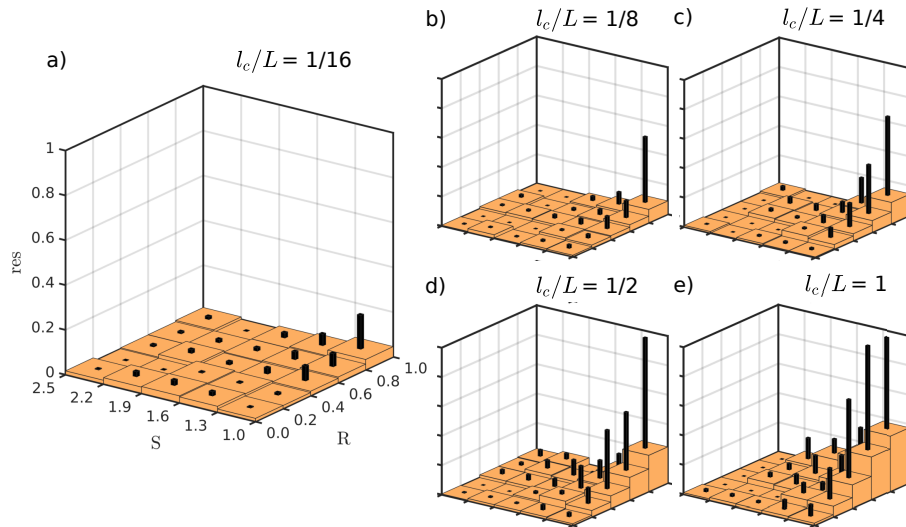 a) l_c/L = 1/16
b) l_c/L = 1/8
c) l_c/L = 1/4
d) l_c/L = 1/2
e) l_c/L = 1
res
1
0.8
0.6
0.4
0.2
0
2.5
2.2
1.9
1.6
1.3
1.0
S
0.0
0.2
0.4
0.6
0.8
1.0
R